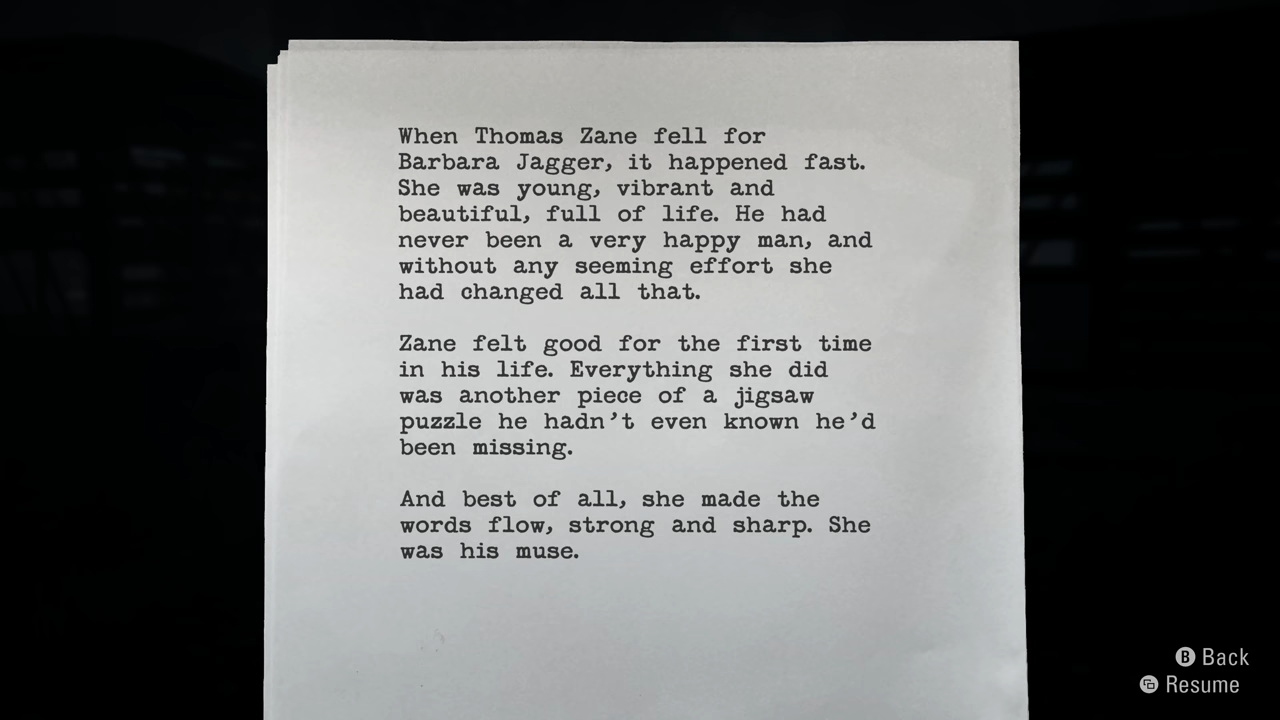 When Thomas Zane fell for
Barbara Jagger, it happened fast.
She was young, vibrant and
beautiful, full of life. He had
never been a very happy man, and
without any seeming effort she
had changed all that.
Zane felt good for the first time
in his life. Everything she did
was another piece of a jigsaw
puzzle he hadn't even known he'd
been missing.
And best of all, she made the
words flow, strong and sharp. She
was his muse.
B Back
Resume